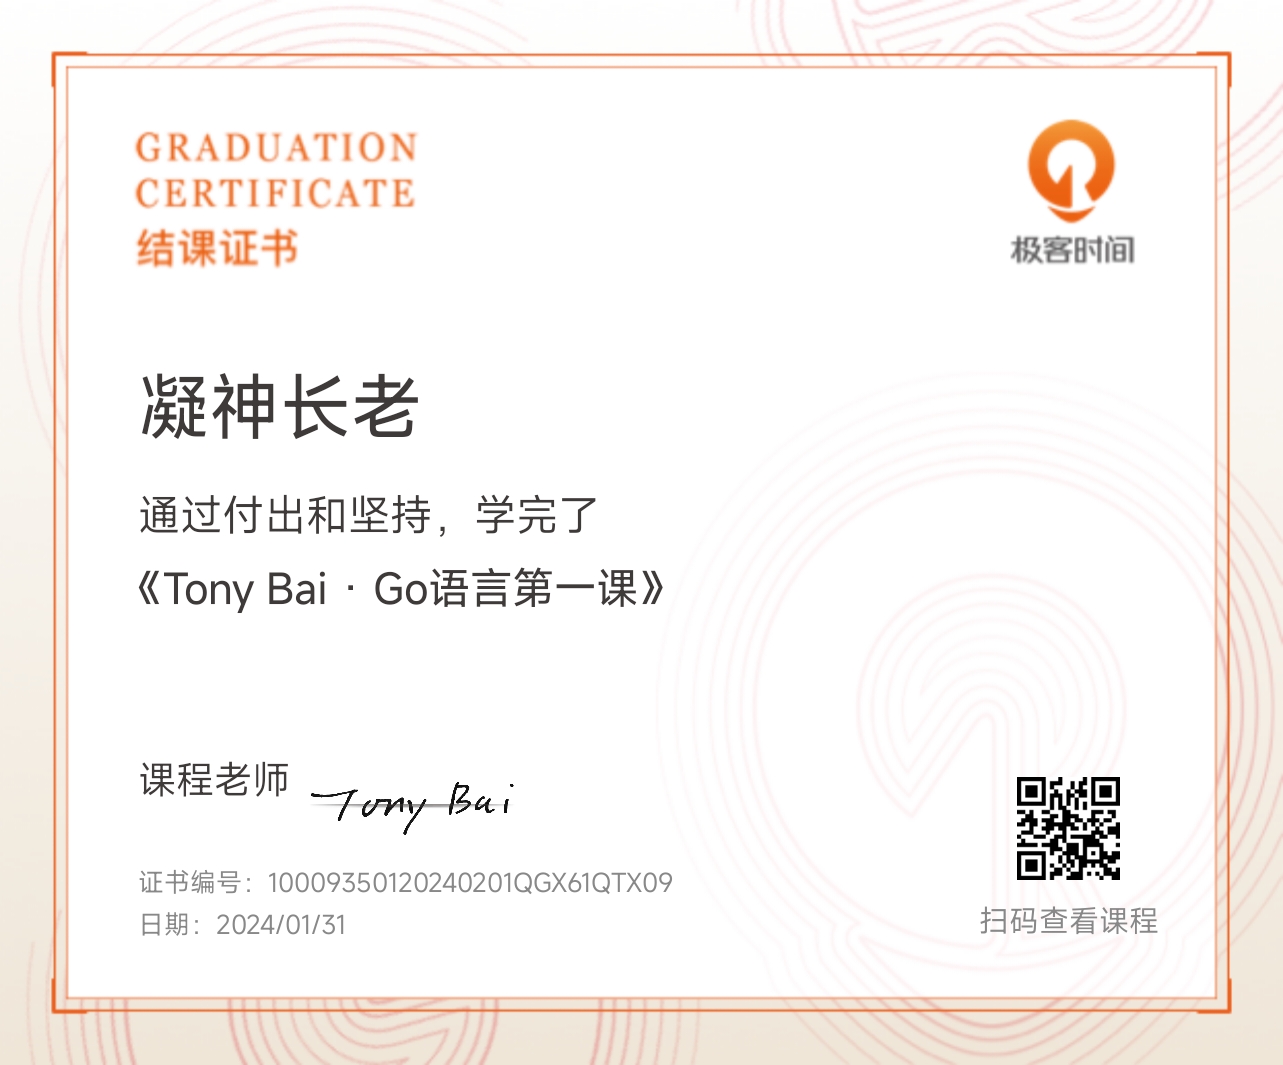 GRADUATION
CERTIFICATE
结课证书
极客时间
凝神长老
通过付出和坚持，学完了
《Tony Bai · Go语言第一课》
课程老师 Tony Bai
证书编号：10009350120240201QGX61QTX09
日期：2024/01/31
扫码查看课程